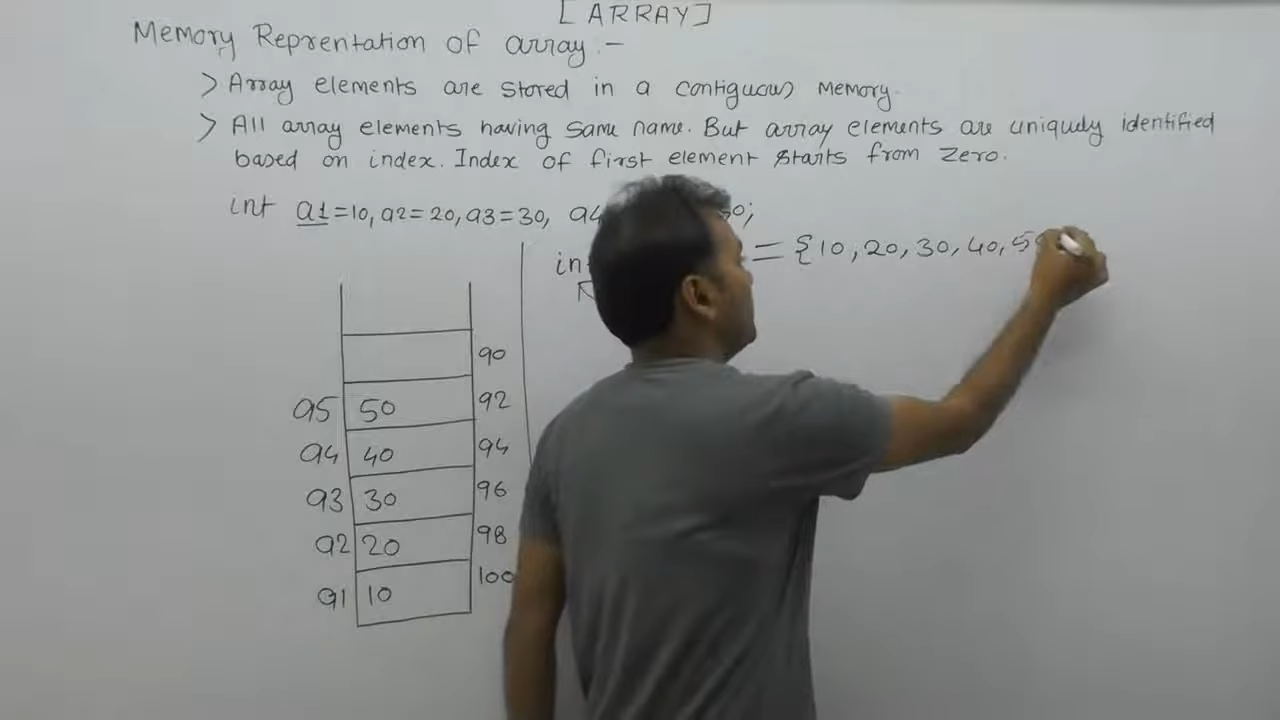 [ARRAY]
Memory Reprentation of array :-
> Array elements are stored in a contiguous memory.
> All array elements having same name. But array elements are uniquely identified
based on index. Index of first element starts from Zero.
int a1=10, a2=20, a3=30, a4
= {10, 20, 30, 40, 5
90
a5 50 92
a4 40 94
a3 30 96
a2 20 98
a1 10 100